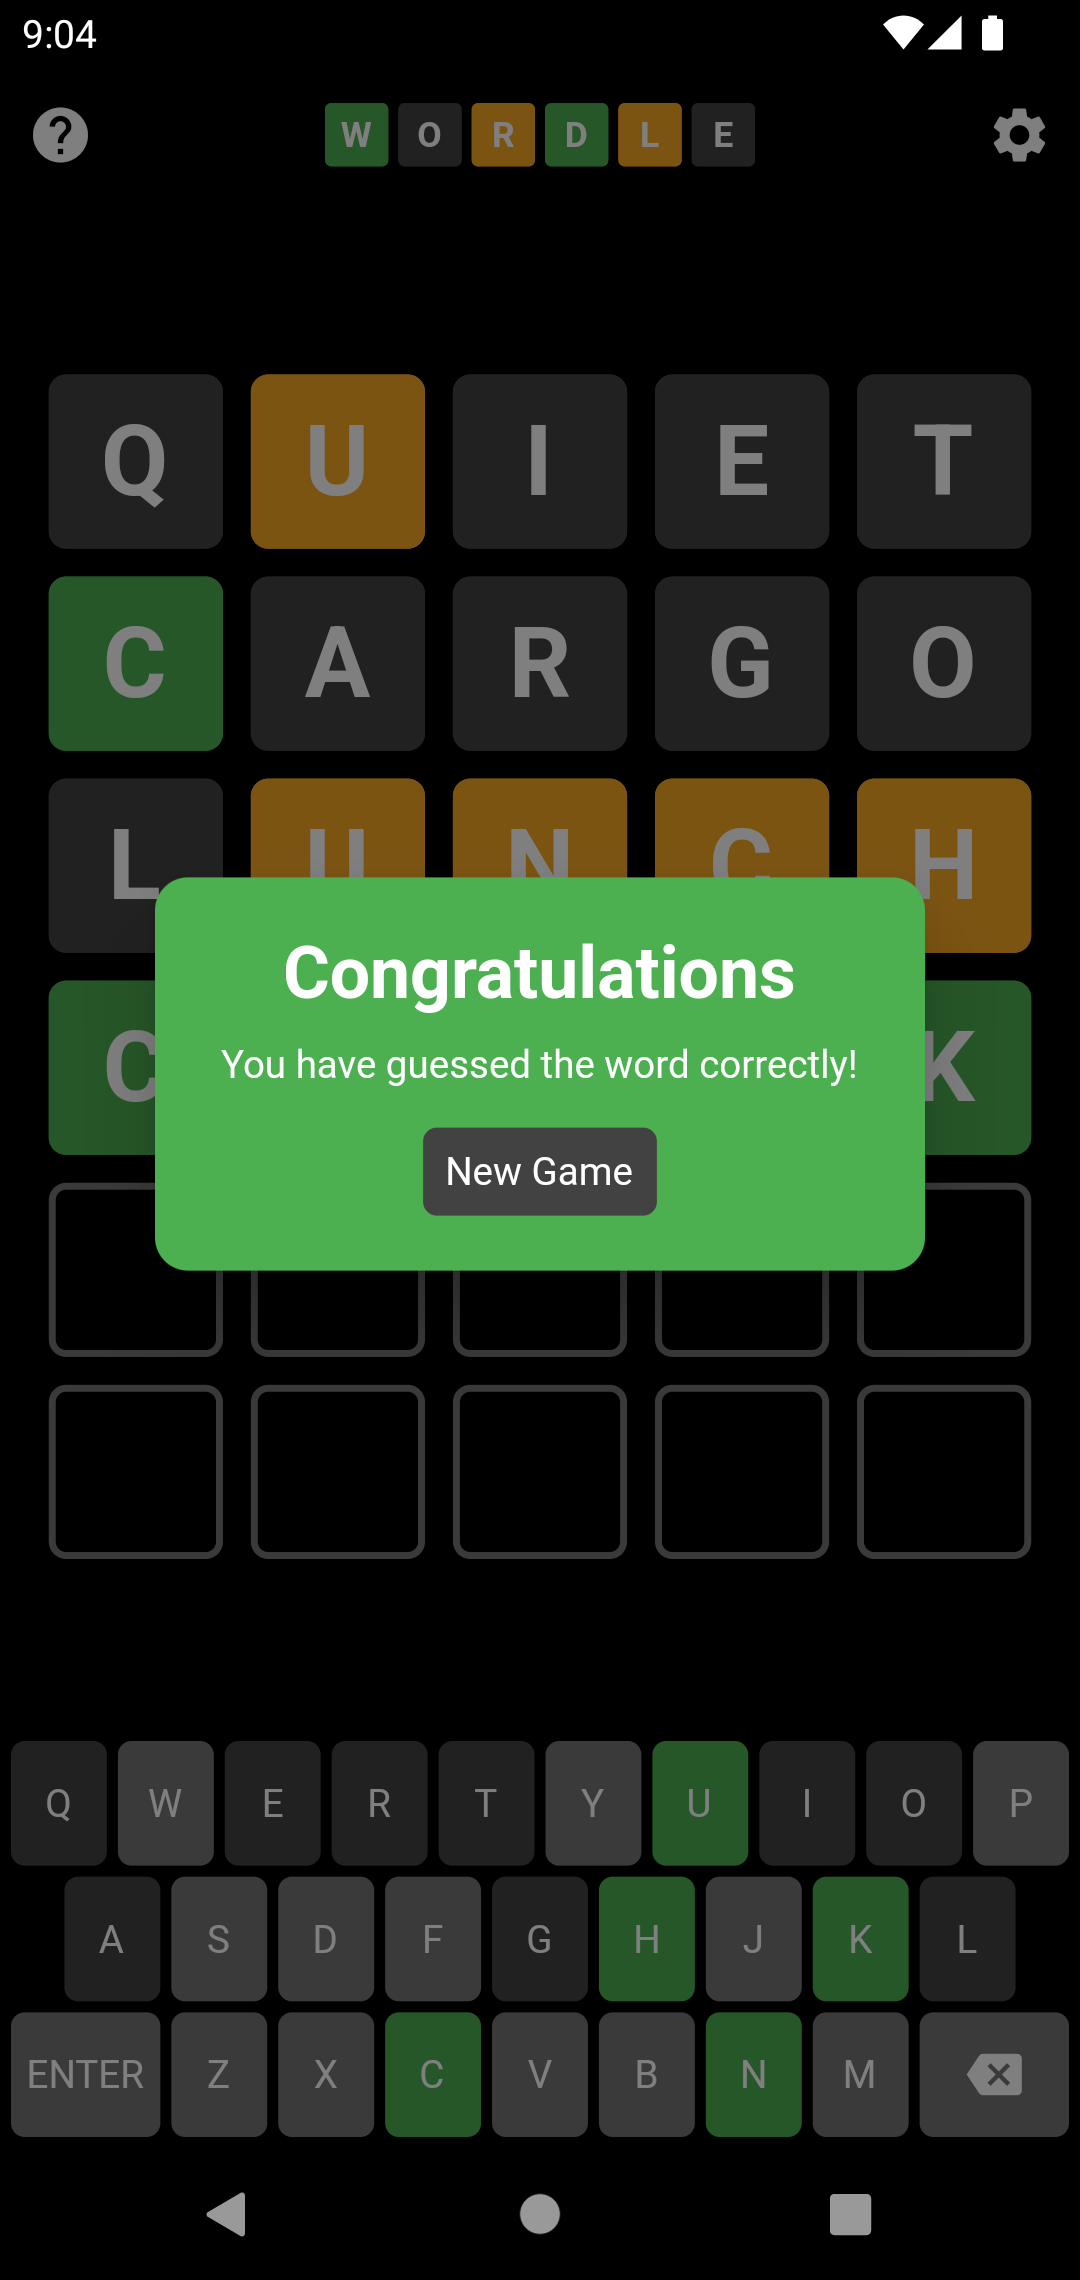 9:04
? W O R D L E
Q U I E T
C A R G O
L U N C H
C K
Congratulations
You have guessed the word correctly!
New Game
Q W E R T Y U I O P
A S D F G H J K L
ENTER Z X C V B N M